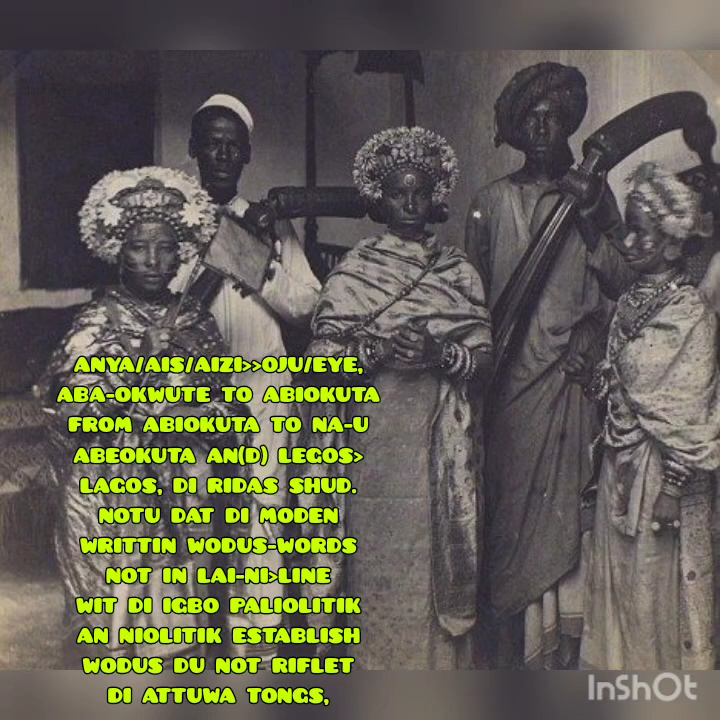 ANYA/AIS/AIZI>>OJU/EYE,
ABA-OKWUTE TO ABIOKUTA
FROM ABIOKUTA TO NA-U
ABEOKUTA AN(D) LEGOS>
LAGOS, DI RIDAS SHUD.
NOTU DAT DI MODEN
WRITTIN WODUS-WORDS
NOT IN LAI-NI>LINE
WIT DI IGBO PALIOLITIK
AN NIOLITIK ESTABLISH
WODUS DU NOT RIFLET
DI ATTUWA TONGS,
InShOt